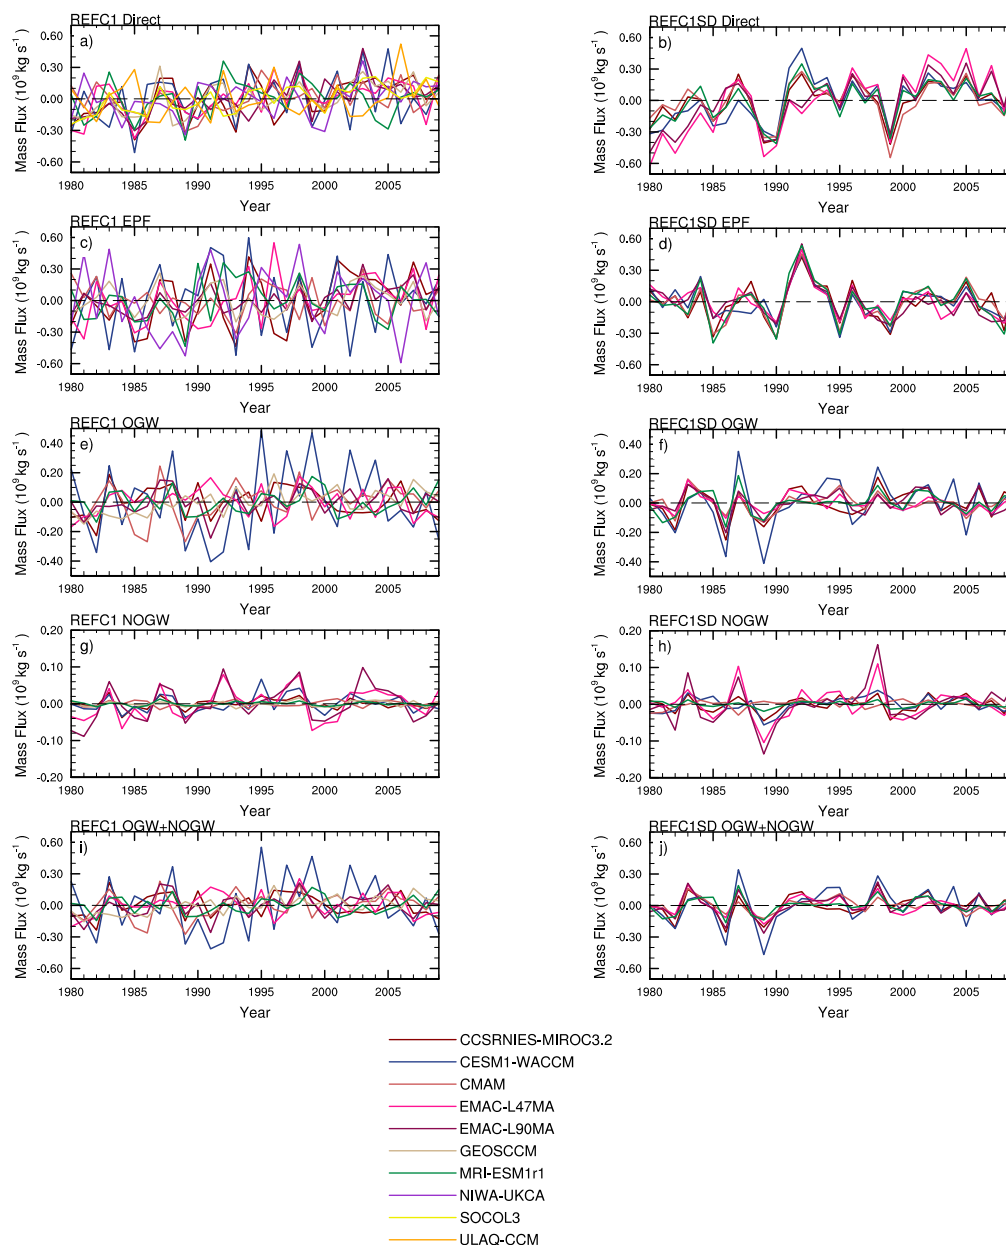 REFC1 Direct
a)
Mass Flux (10⁹ kg s⁻¹)
0.60
0.30
0.00
-0.30
-0.60
1980 1985 1990 1995 2000 2005
Year
REFC1SD Direct
b)
Mass Flux (10⁹ kg s⁻¹)
0.60
0.30
0.00
-0.30
-0.60
1980 1985 1990 1995 2000 2005
Year
REFC1 EPF
c)
Mass Flux (10⁹ kg s⁻¹)
0.60
0.30
0.00
-0.30
-0.60
1980 1985 1990 1995 2000 2005
Year
REFC1SD EPF
d)
Mass Flux (10⁹ kg s⁻¹)
0.60
0.30
0.00
-0.30
-0.60
1980 1985 1990 1995 2000 2005
Year
REFC1 OGW
e)
Mass Flux (10⁹ kg s⁻¹)
0.40
0.20
0.00
-0.20
-0.40
1980 1985 1990 1995 2000 2005
Year
REFC1SD OGW
f)
Mass Flux (10⁹ kg s⁻¹)
0.40
0.20
0.00
-0.20
-0.40
1980 1985 1990 1995 2000 2005
Year
REFC1 NOGW
g)
Mass Flux (10⁹ kg s⁻¹)
0.20
0.10
0.00
-0.10
-0.20
1980 1985 1990 1995 2000 2005
Year
REFC1SD NOGW
h)
Mass Flux (10⁹ kg s⁻¹)
0.20
0.10
0.00
-0.10
-0.20
1980 1985 1990 1995 2000 2005
Year
REFC1 OGW+NOGW
i)
Mass Flux (10⁹ kg s⁻¹)
0.60
0.30
0.00
-0.30
-0.60
1980 1985 1990 1995 2000 2005
Year
REFC1SD OGW+NOGW
j)
Mass Flux (10⁹ kg s⁻¹)
0.60
0.30
0.00
-0.30
-0.60
1980 1985 1990 1995 2000 2005
Year
CCSRNIES-MIROC3.2
CESM1-WACCM
CMAM
EMAC-L47MA
EMAC-L90MA
GEOSCCM
MRI-ESM1r1
NIWA-UKCA
SOCOL3
ULAQ-CCM